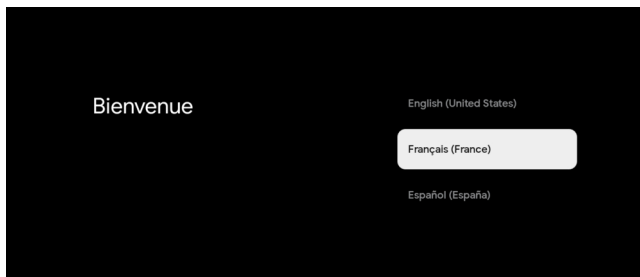 Bienvenue
English (United States)
Français (France)
Español (España)